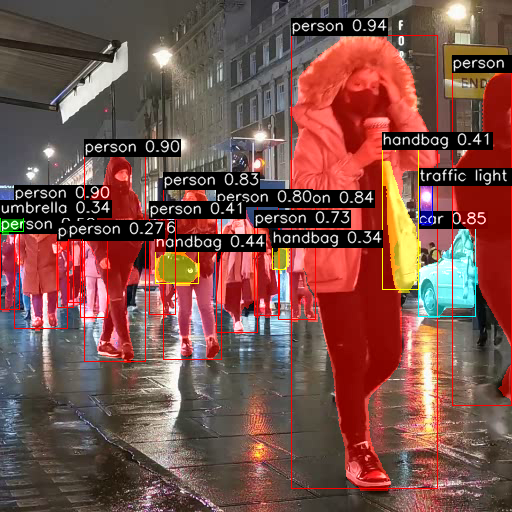 person 0.94
FO
person
END
handbag 0.41
person 0.90
traffic light
person 0.83
person 0.90
person 0.80
on 0.84
umbrella 0.34
person 0.41
person 0.73
car 0.85
person
handbag 0.44
handbag 0.34